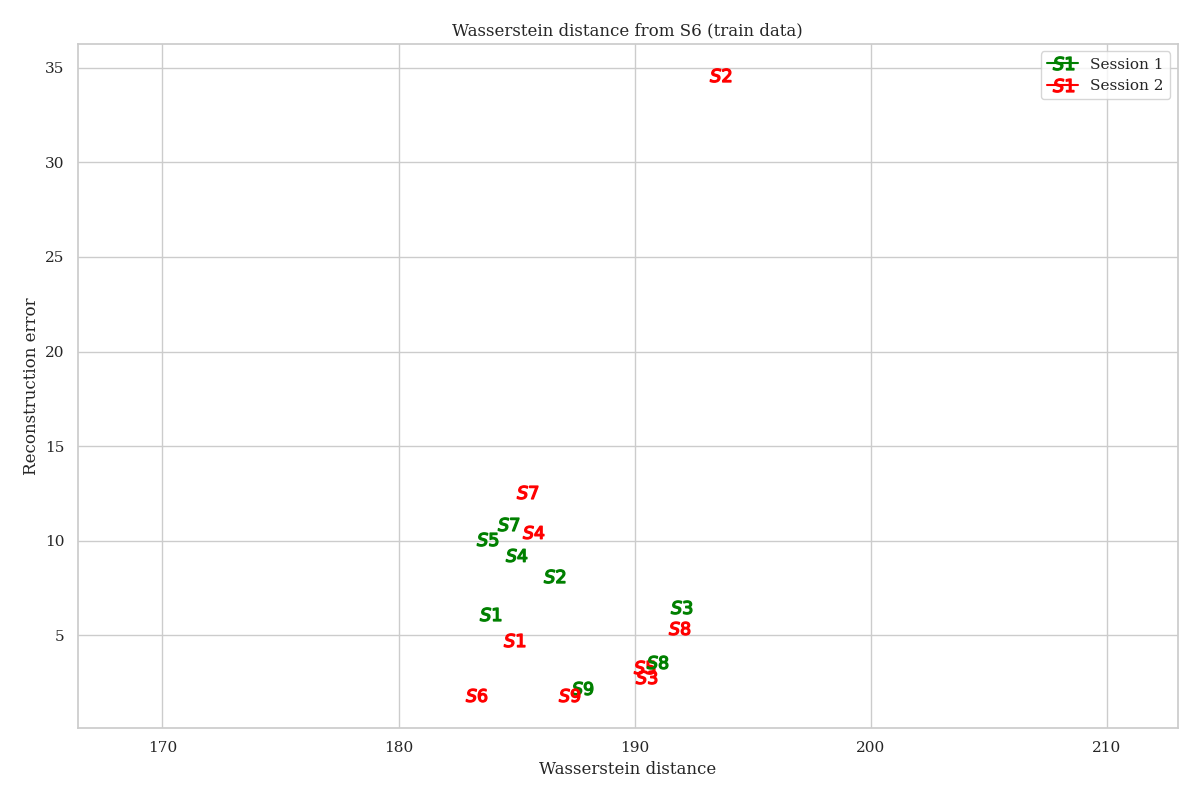 Wasserstein distance from S6 (train data)
S1 Session 1
S1 Session 2
35
30
25
20
15
10
5
Reconstruction error
S2
S7
S7
S4
S5
S4
S2
S1
S3
S8
S1
S8
S5
S3
S9
S9
S6
170 180 190 200 210
Wasserstein distance